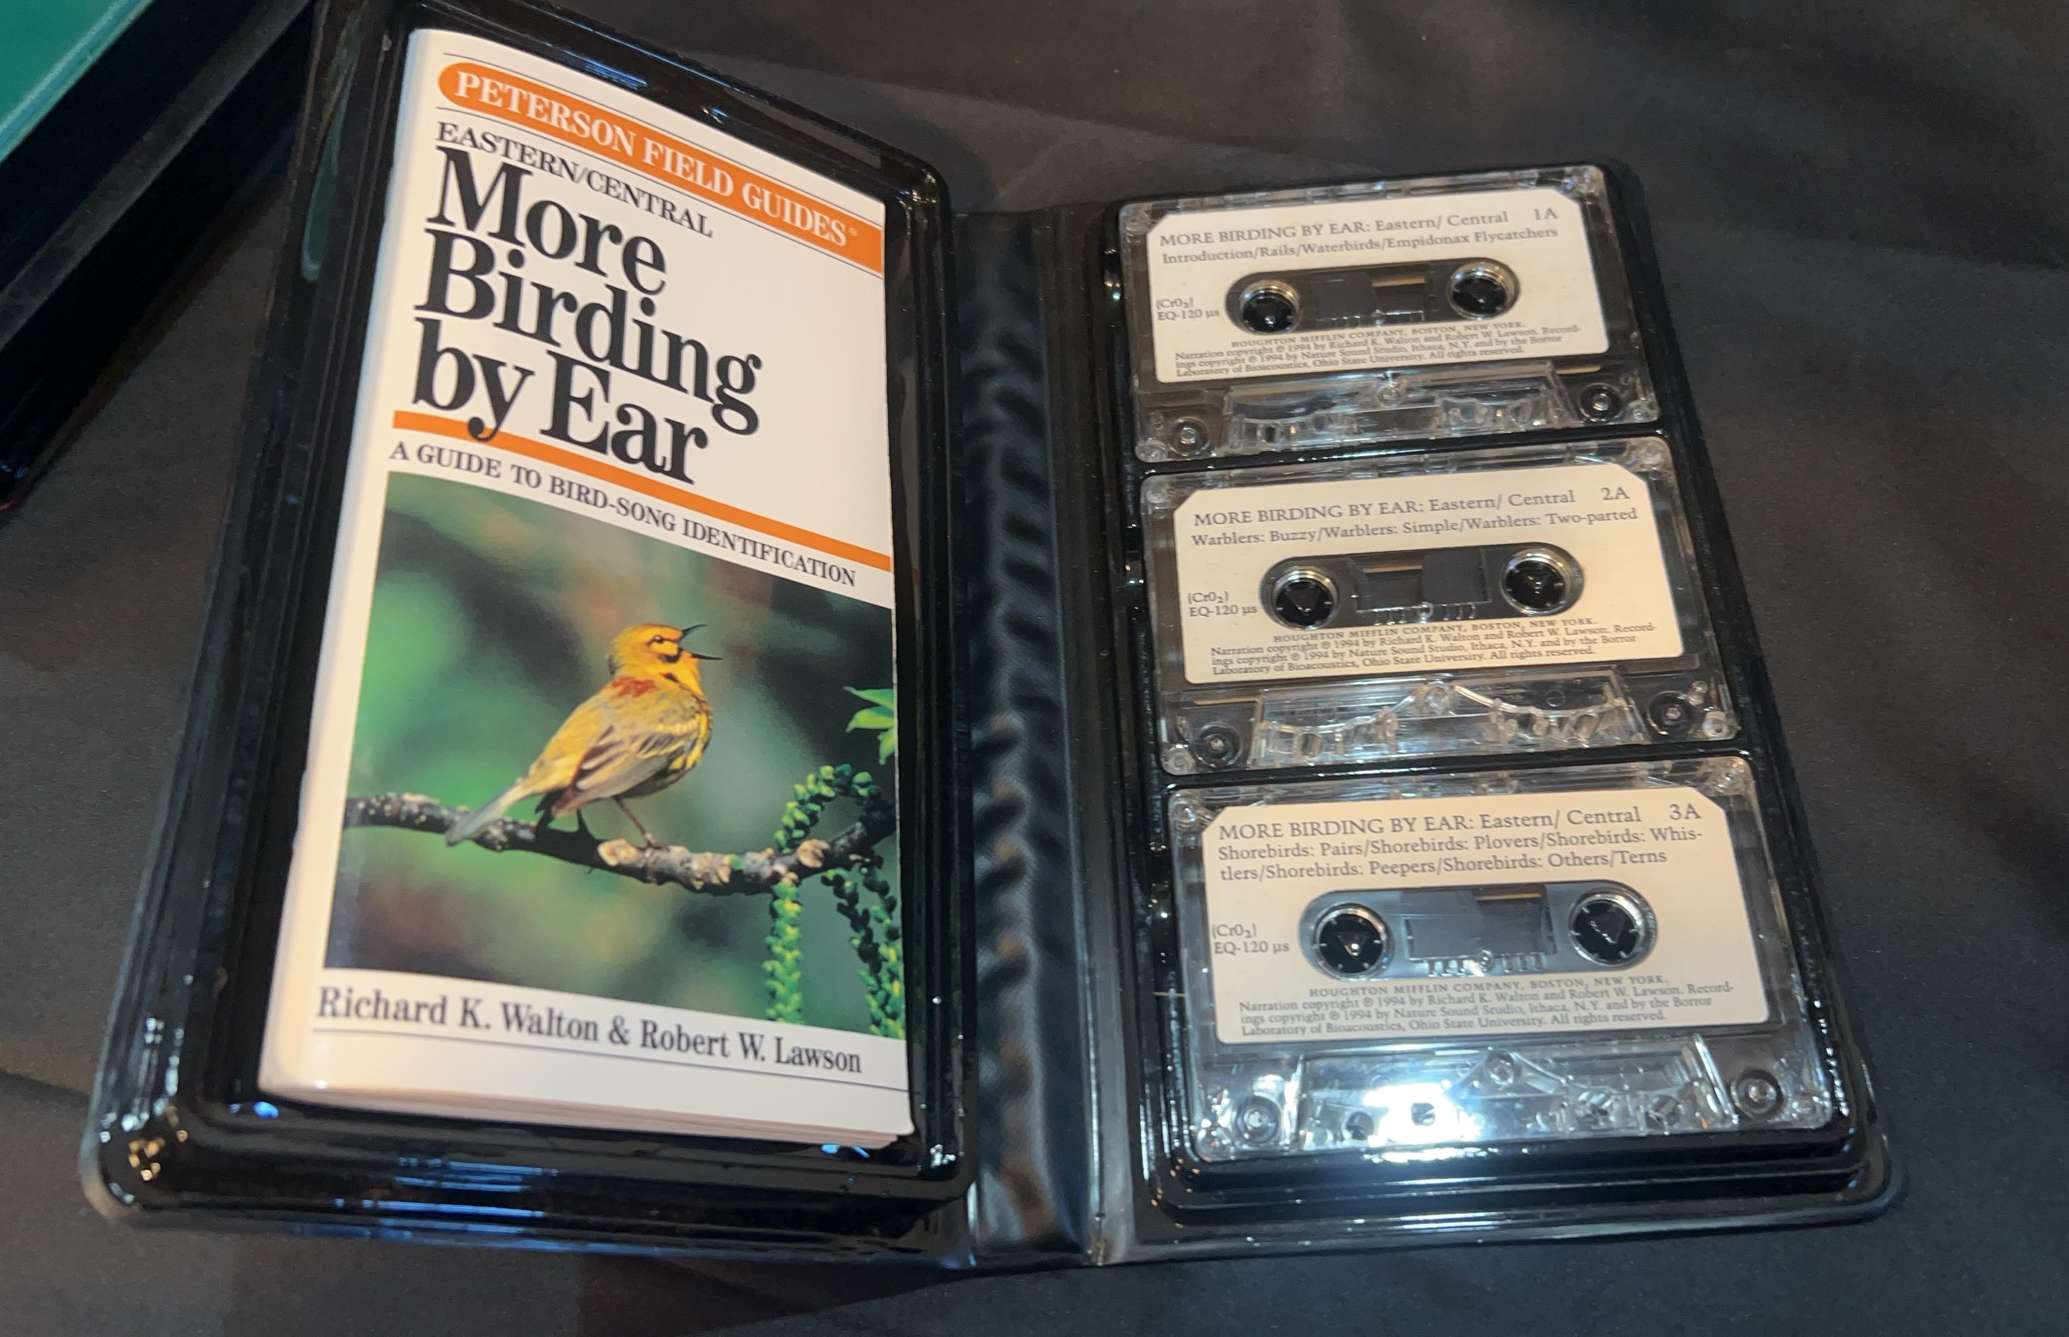 PETERSON FIELD GUIDES®
EASTERN/CENTRAL
More
Birding
by Ear
A GUIDE TO BIRD-SONG IDENTIFICATION
Richard K. Walton & Robert W. Lawson
MORE BIRDING BY EAR: Eastern/ Central 1A
Introduction/Rails/Waterbirds/Empidonax Flycatchers
(CrO₂)
EQ-120 µs
HOUGHTON MIFFLIN COMPANY, BOSTON, NEW YORK.
Narration copyright ℗ 1994 by Richard K. Walton and Robert W. Lawson. Record-
ings copyright ℗ 1994 by Nature Sound Studio, Ithaca, N.Y. and by the Borror
Laboratory of Bioacoustics, Ohio State University. All rights reserved.
MORE BIRDING BY EAR: Eastern/ Central 2A
Warblers: Buzzy/Warblers: Simple/Warblers: Two-parted
(CrO₂)
EQ-120 µs
HOUGHTON MIFFLIN COMPANY, BOSTON, NEW YORK.
Narration copyright ℗ 1994 by Richard K. Walton and Robert W. Lawson. Record-
ings copyright ℗ 1994 by Nature Sound Studio, Ithaca, N.Y. and by the Borror
Laboratory of Bioacoustics, Ohio State University. All rights reserved.
MORE BIRDING BY EAR: Eastern/ Central 3A
Shorebirds: Pairs/Shorebirds: Plovers/Shorebirds: Whis-
tlers/Shorebirds: Peepers/Shorebirds: Others/Terns
(CrO₂)
EQ-120 µs
HOUGHTON MIFFLIN COMPANY, BOSTON, NEW YORK.
Narration copyright ℗ 1994 by Richard K. Walton and Robert W. Lawson. Record-
ings copyright ℗ 1994 by Nature Sound Studio, Ithaca, N.Y. and by the Borror
Laboratory of Bioacoustics, Ohio State University. All rights reserved.